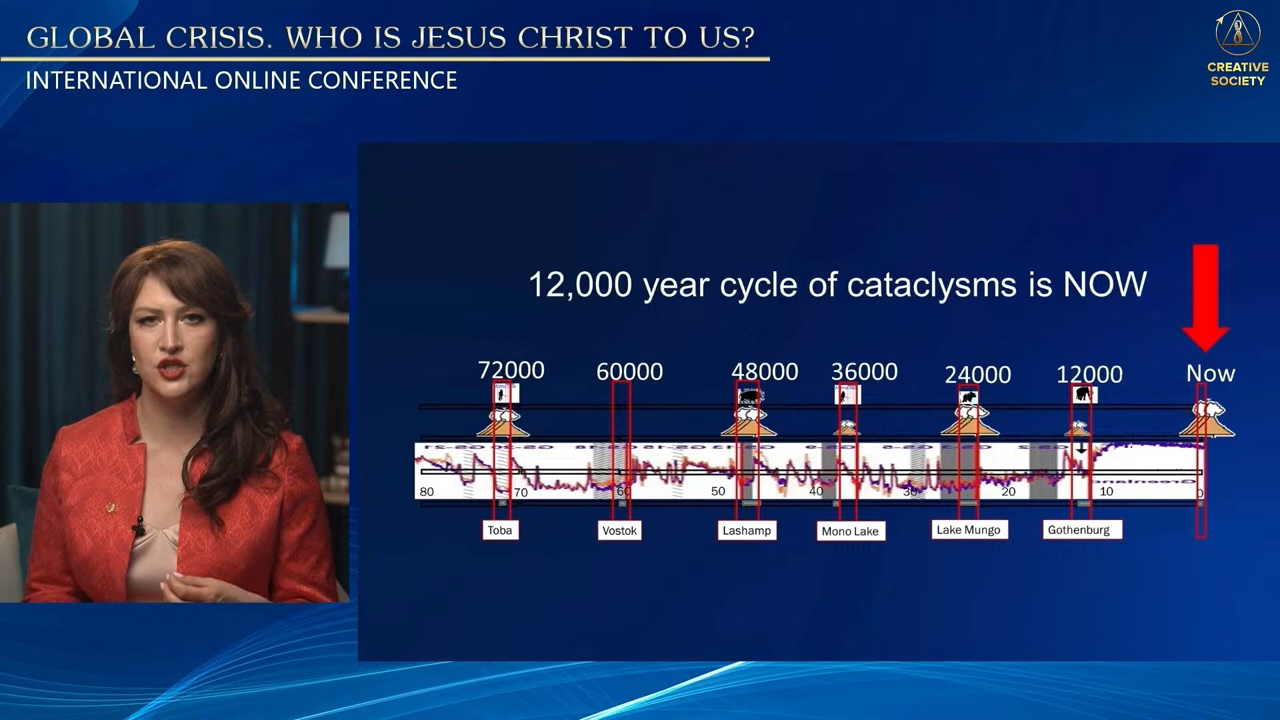 GLOBAL CRISIS. WHO IS JESUS CHRIST TO US?
INTERNATIONAL ONLINE CONFERENCE
CREATIVE
SOCIETY
12,000 year cycle of cataclysms is NOW
72000 60000 48000 36000 24000 12000 Now
80 70 60 50 40 30 20 10 0
Toba Vostok Lashamp Mono Lake Lake Mungo Gothenburg